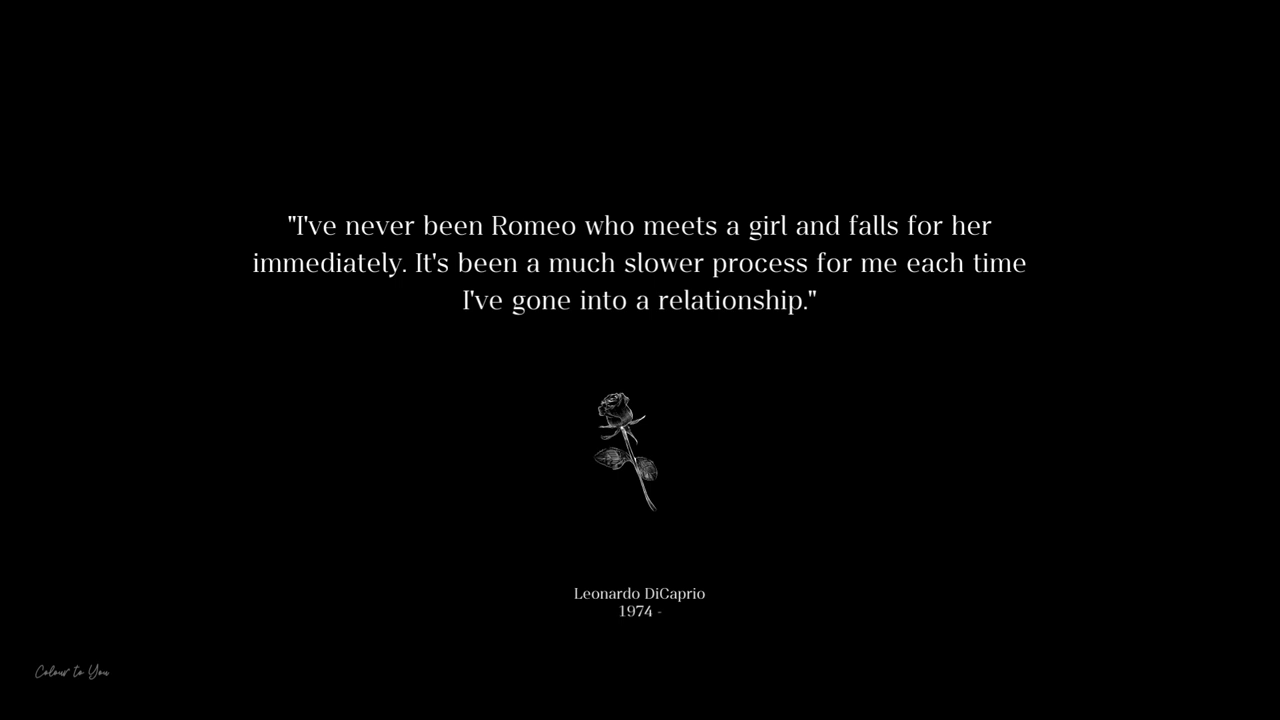 "I've never been Romeo who meets a girl and falls for her
immediately. It's been a much slower process for me each time
I've gone into a relationship."
Leonardo DiCaprio
1974 -
Colour to You